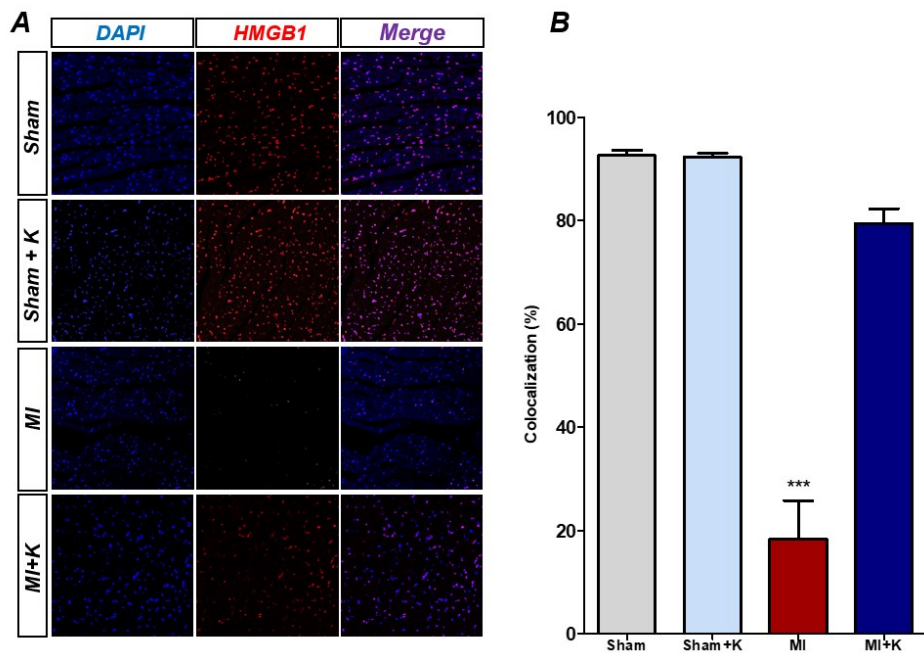 A
DAPI HMGB1 Merge
Sham
Sham + K
MI
MI+K
B
100
80
60
40
20
0
Colocalization (%)
***
Sham Sham+K MI MI+K